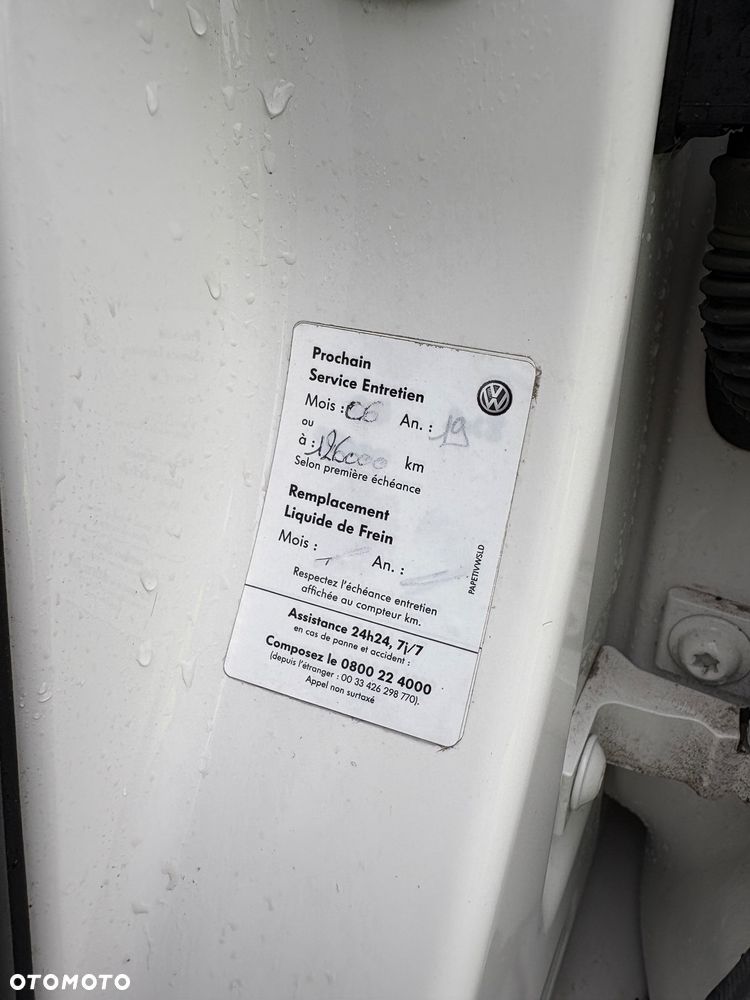 Prochain
Service Entretien
Mois : 06 An. : 19
ou
à : 126000 km
Selon première échéance
Remplacement
Liquide de Frein
Mois : An. :
Respectez l'échéance entretien
affichée au compteur km.
PAPETIVWSLD
Assistance 24h24, 7j/7
en cas de panne et accident :
Composez le 0800 22 4000
(depuis l'étranger : 00 33 426 298 770).
Appel non surtaxé
OTOMOTO